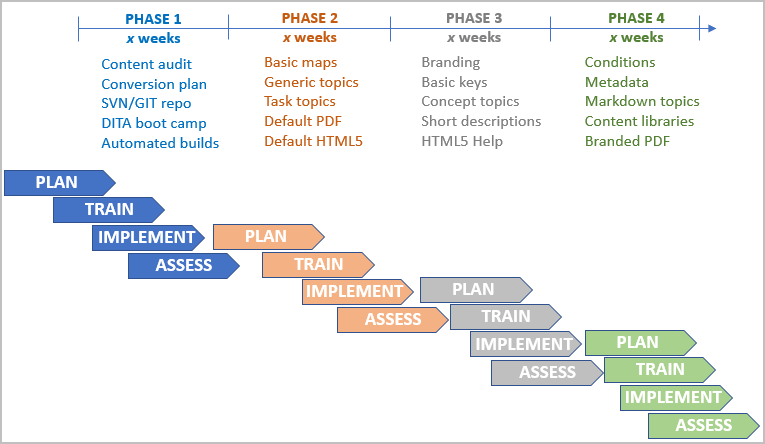 PHASE 1
x weeks
PHASE 2
x weeks
PHASE 3
x weeks
PHASE 4
x weeks
Content audit
Conversion plan
SVN/GIT repo
DITA boot camp
Automated builds
Basic maps
Generic topics
Task topics
Default PDF
Default HTML5
Branding
Basic keys
Concept topics
Short descriptions
HTML5 Help
Conditions
Metadata
Markdown topics
Content libraries
Branded PDF
PLAN
TRAIN
IMPLEMENT
ASSESS
PLAN
TRAIN
IMPLEMENT
ASSESS
PLAN
TRAIN
IMPLEMENT
ASSESS
PLAN
TRAIN
IMPLEMENT
ASSESS